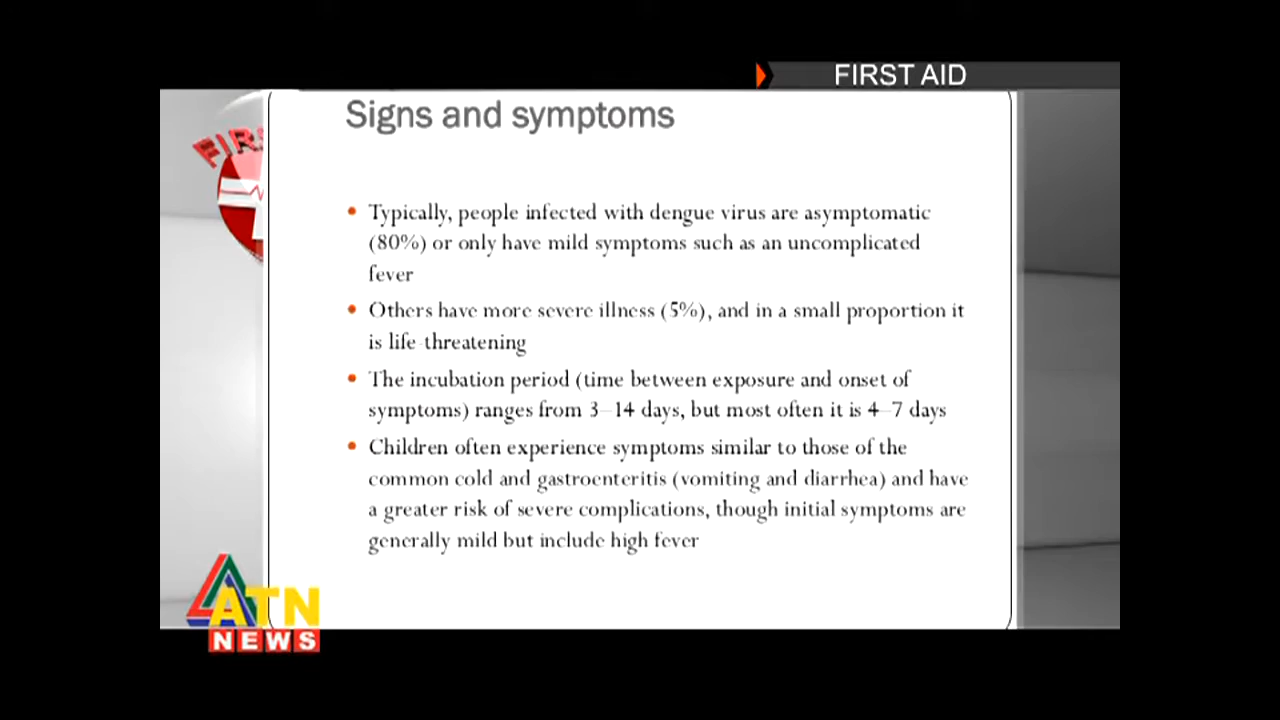 FIRST AID
Signs and symptoms
FIRS
• Typically, people infected with dengue virus are asymptomatic
(80%) or only have mild symptoms such as an uncomplicated
fever
• Others have more severe illness (5%), and in a small proportion it
is life-threatening
• The incubation period (time between exposure and onset of
symptoms) ranges from 3–14 days, but most often it is 4–7 days
• Children often experience symptoms similar to those of the
common cold and gastroenteritis (vomiting and diarrhea) and have
a greater risk of severe complications, though initial symptoms are
generally mild but include high fever
ATN
NEWS